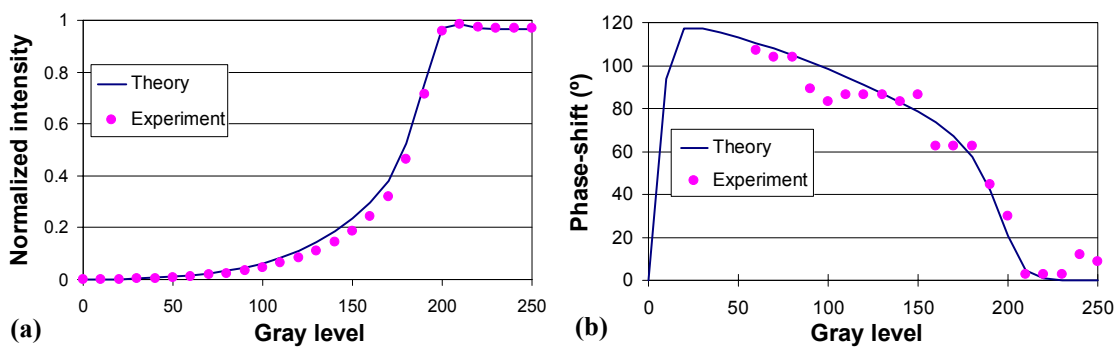 Normalized intensity
1
0.8
0.6
0.4
0.2
0
0 50 100 150 200 250
Gray level
Theory
Experiment
(a)
Phase-shift (º)
120
100
80
60
40
20
0
0 50 100 150 200 250
Gray level
Theory
Experiment
(b)